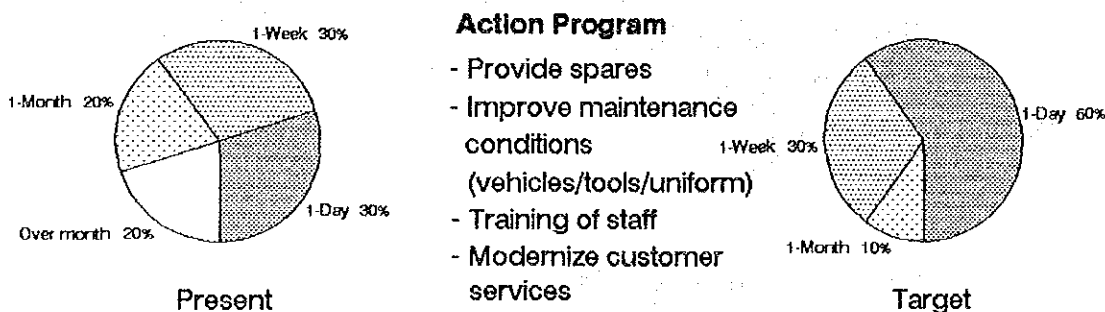 1-Week 30%
1-Month 20%
1-Day 30%
Over month 20%
Present
Action Program
- Provide spares
- Improve maintenance
conditions
(vehicles/tools/uniform)
- Training of staff
- Modernize customer
services
1-Day 60%
1-Week 30%
1-Month 10%
Target